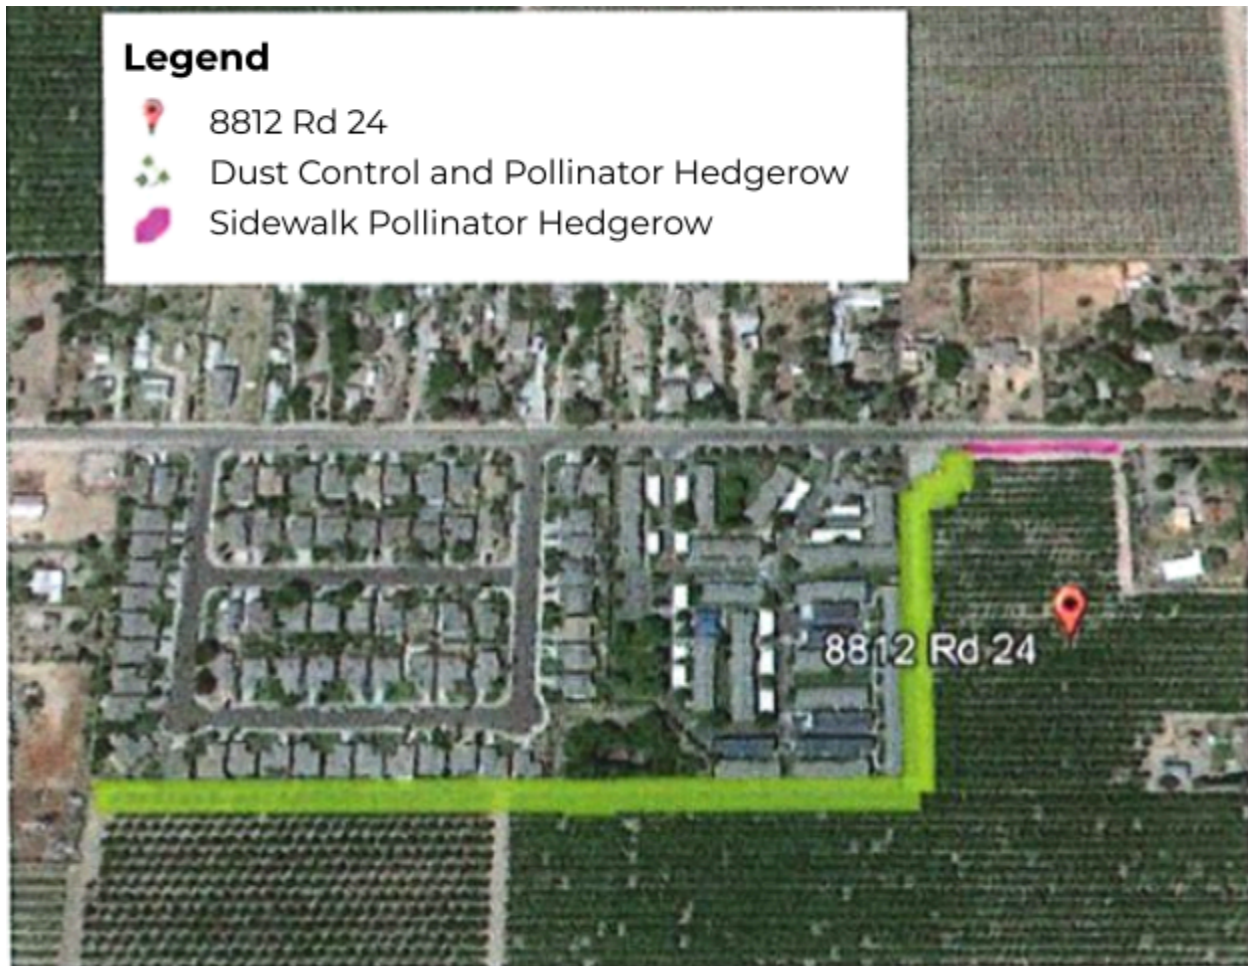 Legend
8812 Rd 24
Dust Control and Pollinator Hedgerow
Sidewalk Pollinator Hedgerow
8812 Rd 24